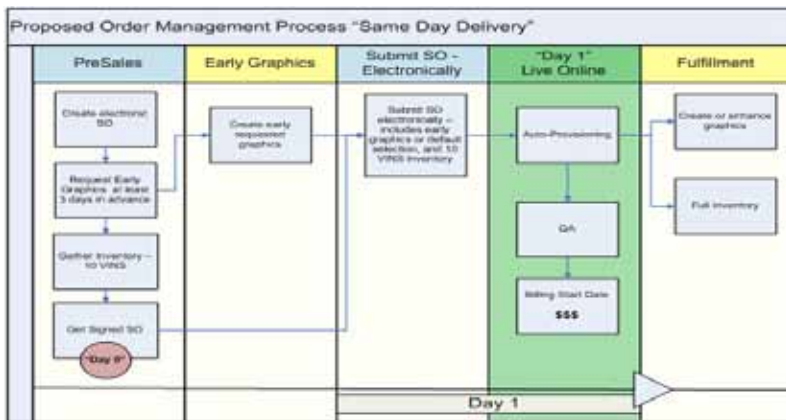 Proposed Order Management Process “Same Day Delivery”
PreSales
Early Graphics
Submit SO -
Electronically
“Day 1”
Live Online
Fulfillment
Create electronic
SO
Request Early
Graphics at least
3 days in advance
Gather Inventory –
10 VINS
Get Signed SO
“Day 0”
Create early
requested
graphics
Submit SO
electronically –
includes early
graphics or default
selection, and 10
VINS Inventory
Auto-Provisioning
QA
Billing Start Date
$$$
Create or enhance
graphics
Full Inventory
Day 1